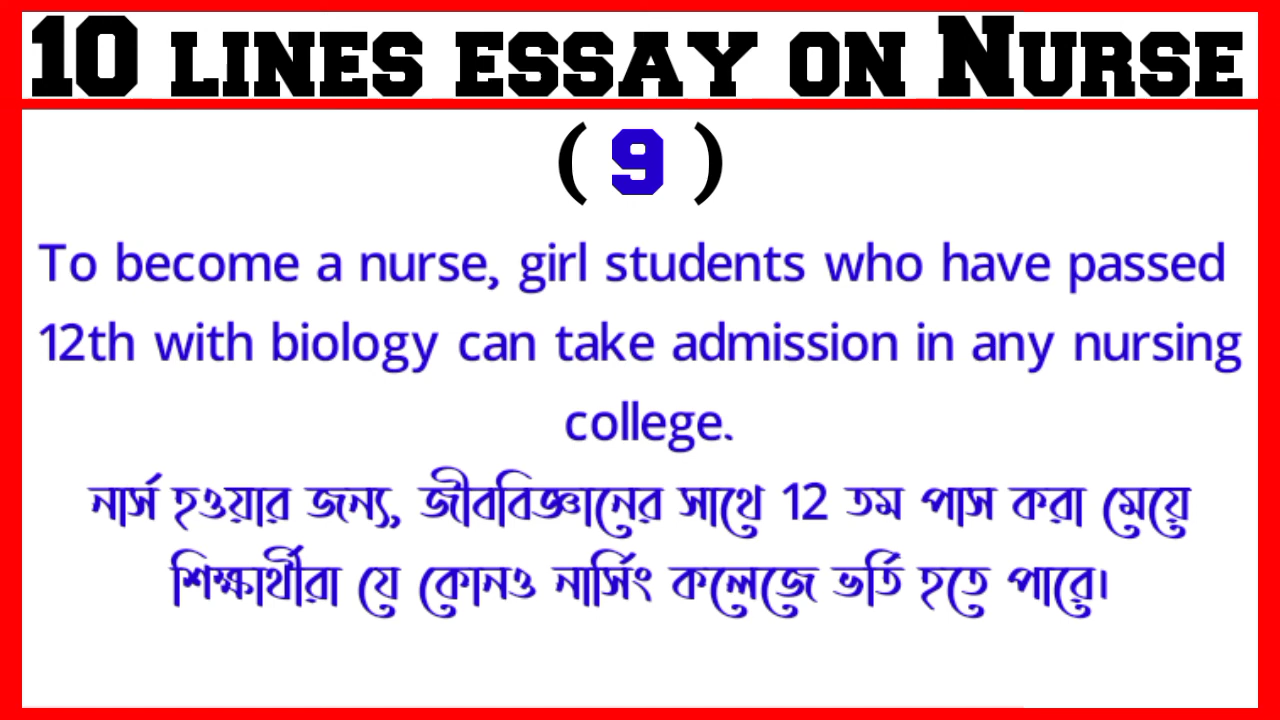 10 LINES ESSAY ON NURSE
( 9 )
To become a nurse, girl students who have passed
12th with biology can take admission in any nursing
college.
নার্স হওয়ার জন্য, জীববিজ্ঞানের সাথে 12 তম পাস করা মেয়ে
শিক্ষার্থীরা যে কোনও নার্সিং কলেজে ভর্তি হতে পারে।